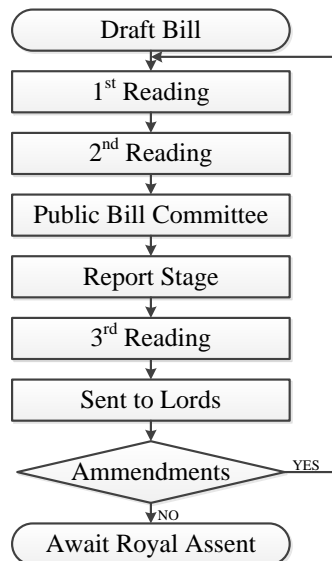 Draft Bill
1st Reading
2nd Reading
Public Bill Committee
Report Stage
3rd Reading
Sent to Lords
Ammendments
YES
NO
Await Royal Assent